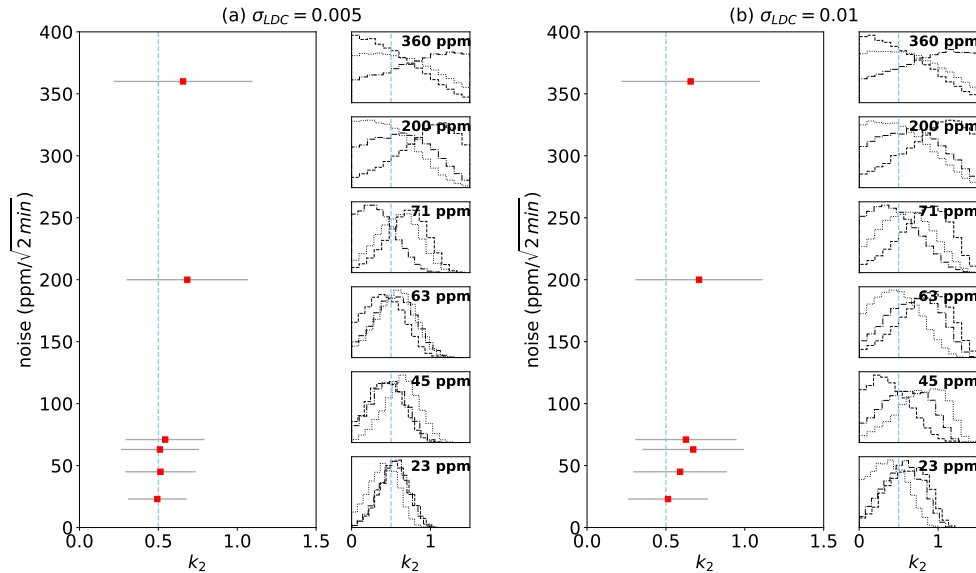 (a) σ_LDC = 0.005
noise (ppm/√2 min)
400
350
300
250
200
150
100
50
0
0.0 0.5 1.0 1.5
k₂
360 ppm
200 ppm
71 ppm
63 ppm
45 ppm
23 ppm
0 1
k₂
(b) σ_LDC = 0.01
noise (ppm/√2 min)
400
350
300
250
200
150
100
50
0
0.0 0.5 1.0 1.5
k₂
360 ppm
200 ppm
71 ppm
63 ppm
45 ppm
23 ppm
0 1
k₂